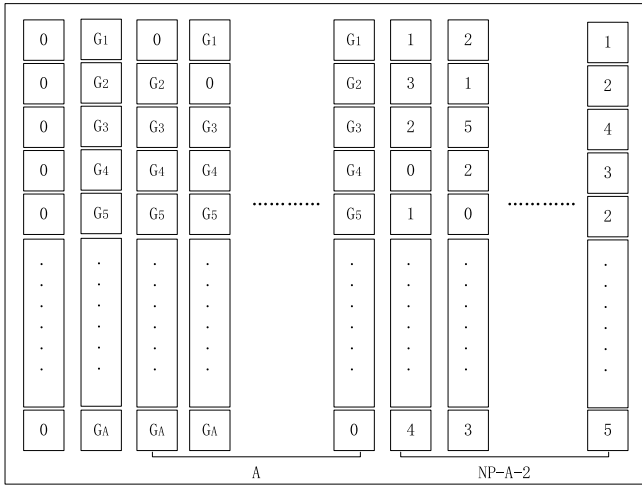 0 G1 0 G1 G1 1 2 1
0 G2 G2 0 G2 3 1 2
0 G3 G3 G3 G3 2 5 4
0 G4 G4 G4 G4 0 2 3
0 G5 G5 G5 ............ G5 1 0 ............ 2
0 GA GA GA 0 4 3 5
A NP-A-2